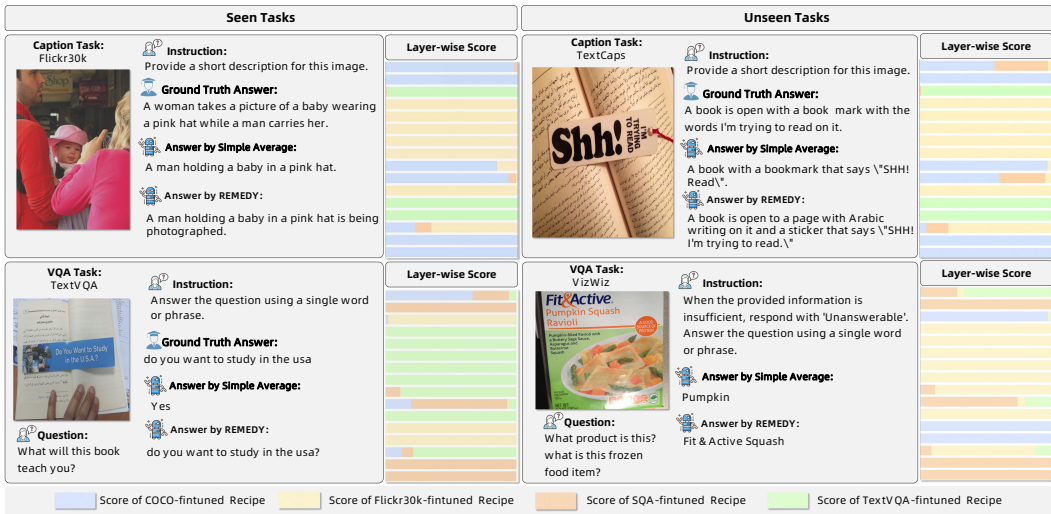 Seen Tasks
Caption Task:
Flickr30k
Shop
Instruction:
Provide a short description for this image.
Ground Truth Answer:
A woman takes a picture of a baby wearing
a pink hat while a man carries her.
Answer by Simple Average:
A man holding a baby in a pink hat.
Answer by REMEDY:
A man holding a baby in a pink hat is being
photographed.
Layer-wise Score
VQA Task:
TextVQA
Do You Want to Study
in the U.S.A.?
Question:
What will this book
teach you?
Instruction:
Answer the question using a single word
or phrase.
Ground Truth Answer:
do you want to study in the usa
Answer by Simple Average:
Yes
Answer by REMEDY:
do you want to study in the usa?
Layer-wise Score
Unseen Tasks
Caption Task:
TextCaps
Shh!
I'M
TRYING
TO READ
Instruction:
Provide a short description for this image.
Ground Truth Answer:
A book is open with a book mark with the
words I'm trying to read on it.
Answer by Simple Average:
A book with a bookmark that says \"SHH!
Read\".
Answer by REMEDY:
A book is open to a page with Arabic
writing on it and a sticker that says \"SHH!
I'm trying to read.\"
Layer-wise Score
VQA Task:
VizWiz
Fit&Active.
Pumpkin Squash
Ravioli
Question:
What product is this?
what is this frozen
food item?
Instruction:
When the provided information is
insufficient, respond with 'Unanswerable'.
Answer the question using a single word
or phrase.
Answer by Simple Average:
Pumpkin
Answer by REMEDY:
Fit & Active Squash
Layer-wise Score
Score of COCO-fintuned Recipe
Score of Flickr30k-fintuned Recipe
Score of SQA-fintuned Recipe
Score of TextVQA-fintuned Recipe